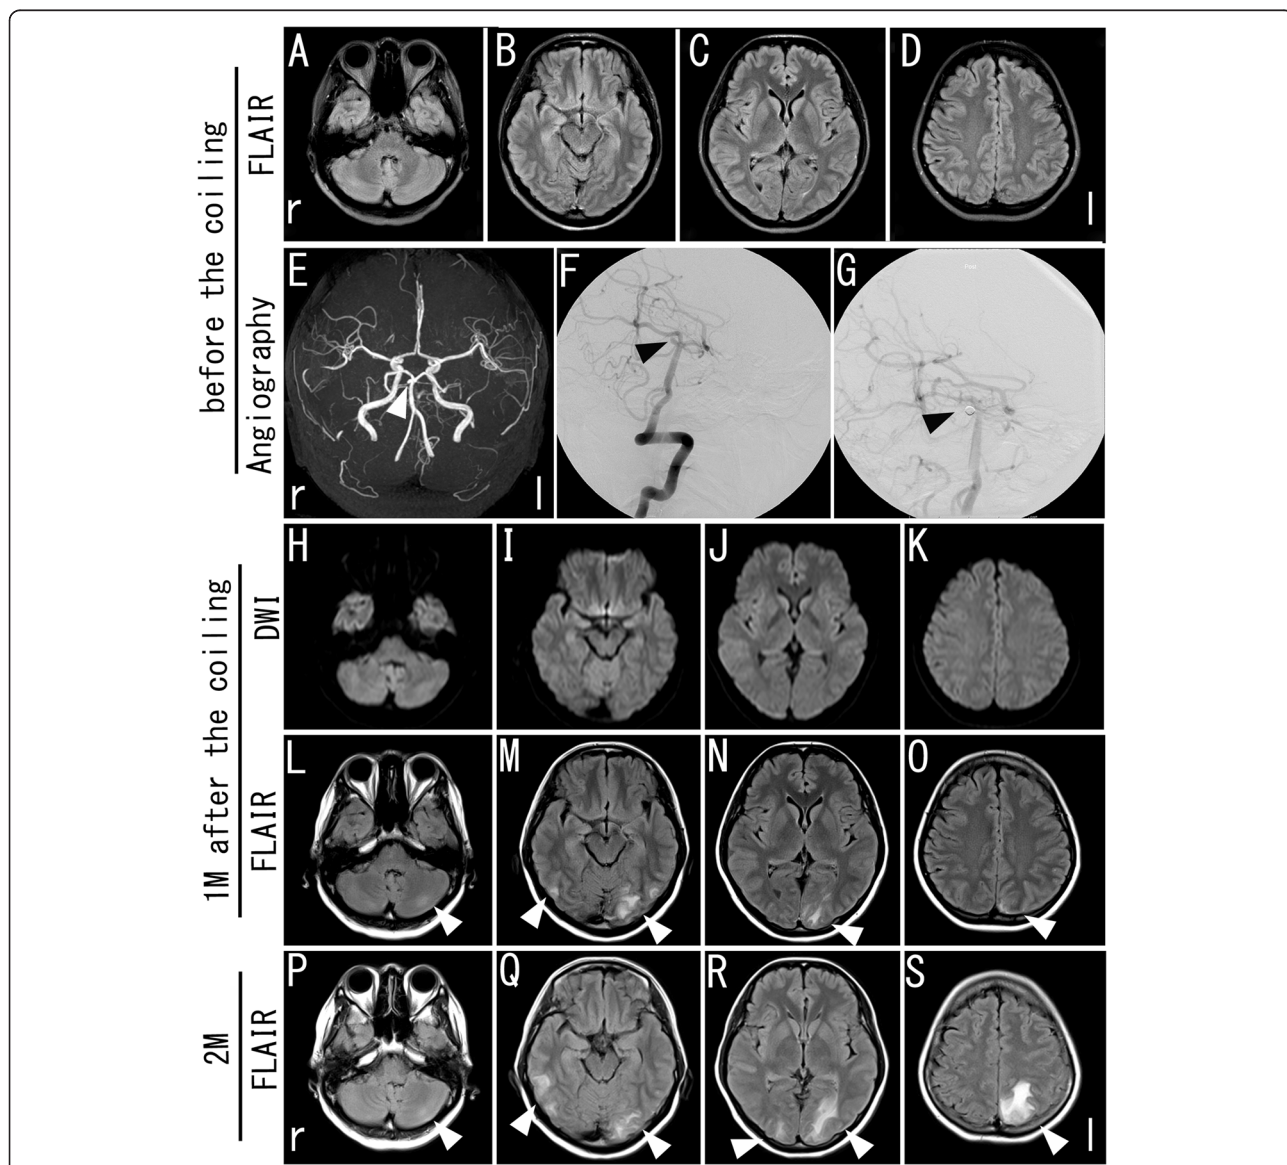 before the coiling
FLAIR
A
B
C
D
r
l
Angiography
E
F
G
r
l
1M after the coiling
DWI
H
I
J
K
FLAIR
L
M
N
O
2M
FLAIR
P
Q
R
S
r
l